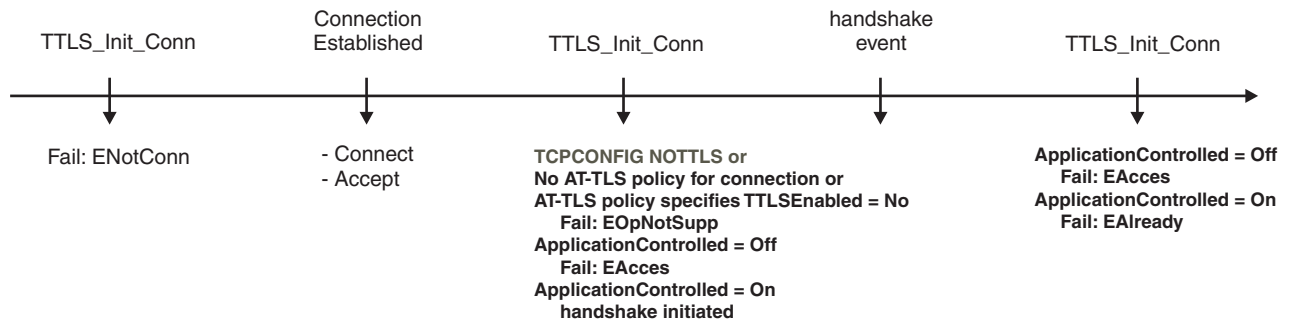 TTLS_Init_Conn
Connection
Established
TTLS_Init_Conn
handshake
event
TTLS_Init_Conn
Fail: ENotConn
- Connect
- Accept
TCPCONFIG NOTTLS or
No AT-TLS policy for connection or
AT-TLS policy specifies TTLSEnabled = No
Fail: EOpNotSupp
ApplicationControlled = Off
Fail: EAcces
ApplicationControlled = On
handshake initiated
ApplicationControlled = Off
Fail: EAcces
ApplicationControlled = On
Fail: EAlready